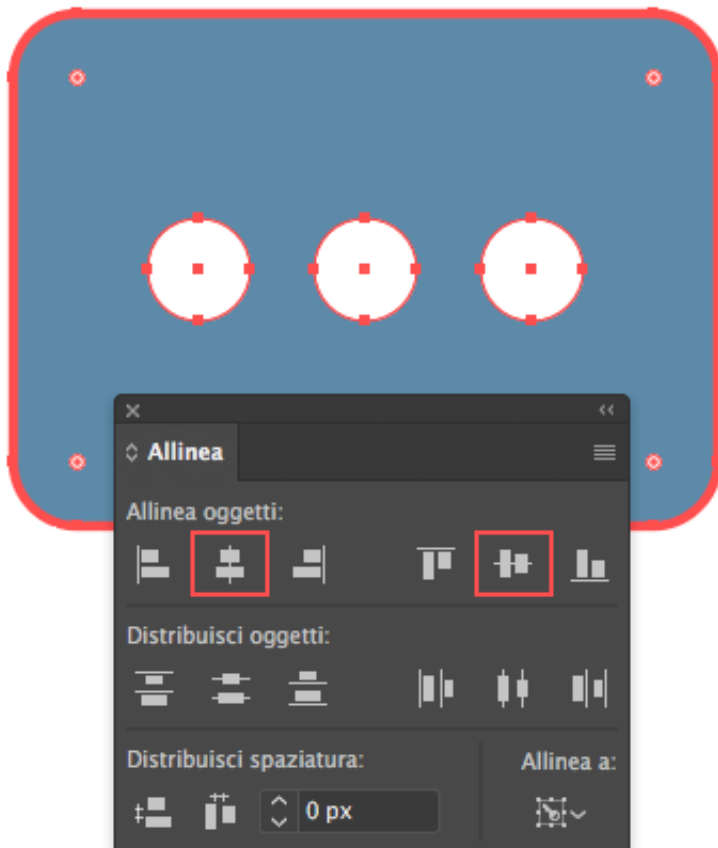 Allinea
Allinea oggetti:
Distribuisci oggetti:
Distribuisci spaziatura:
Allinea a:
0 px